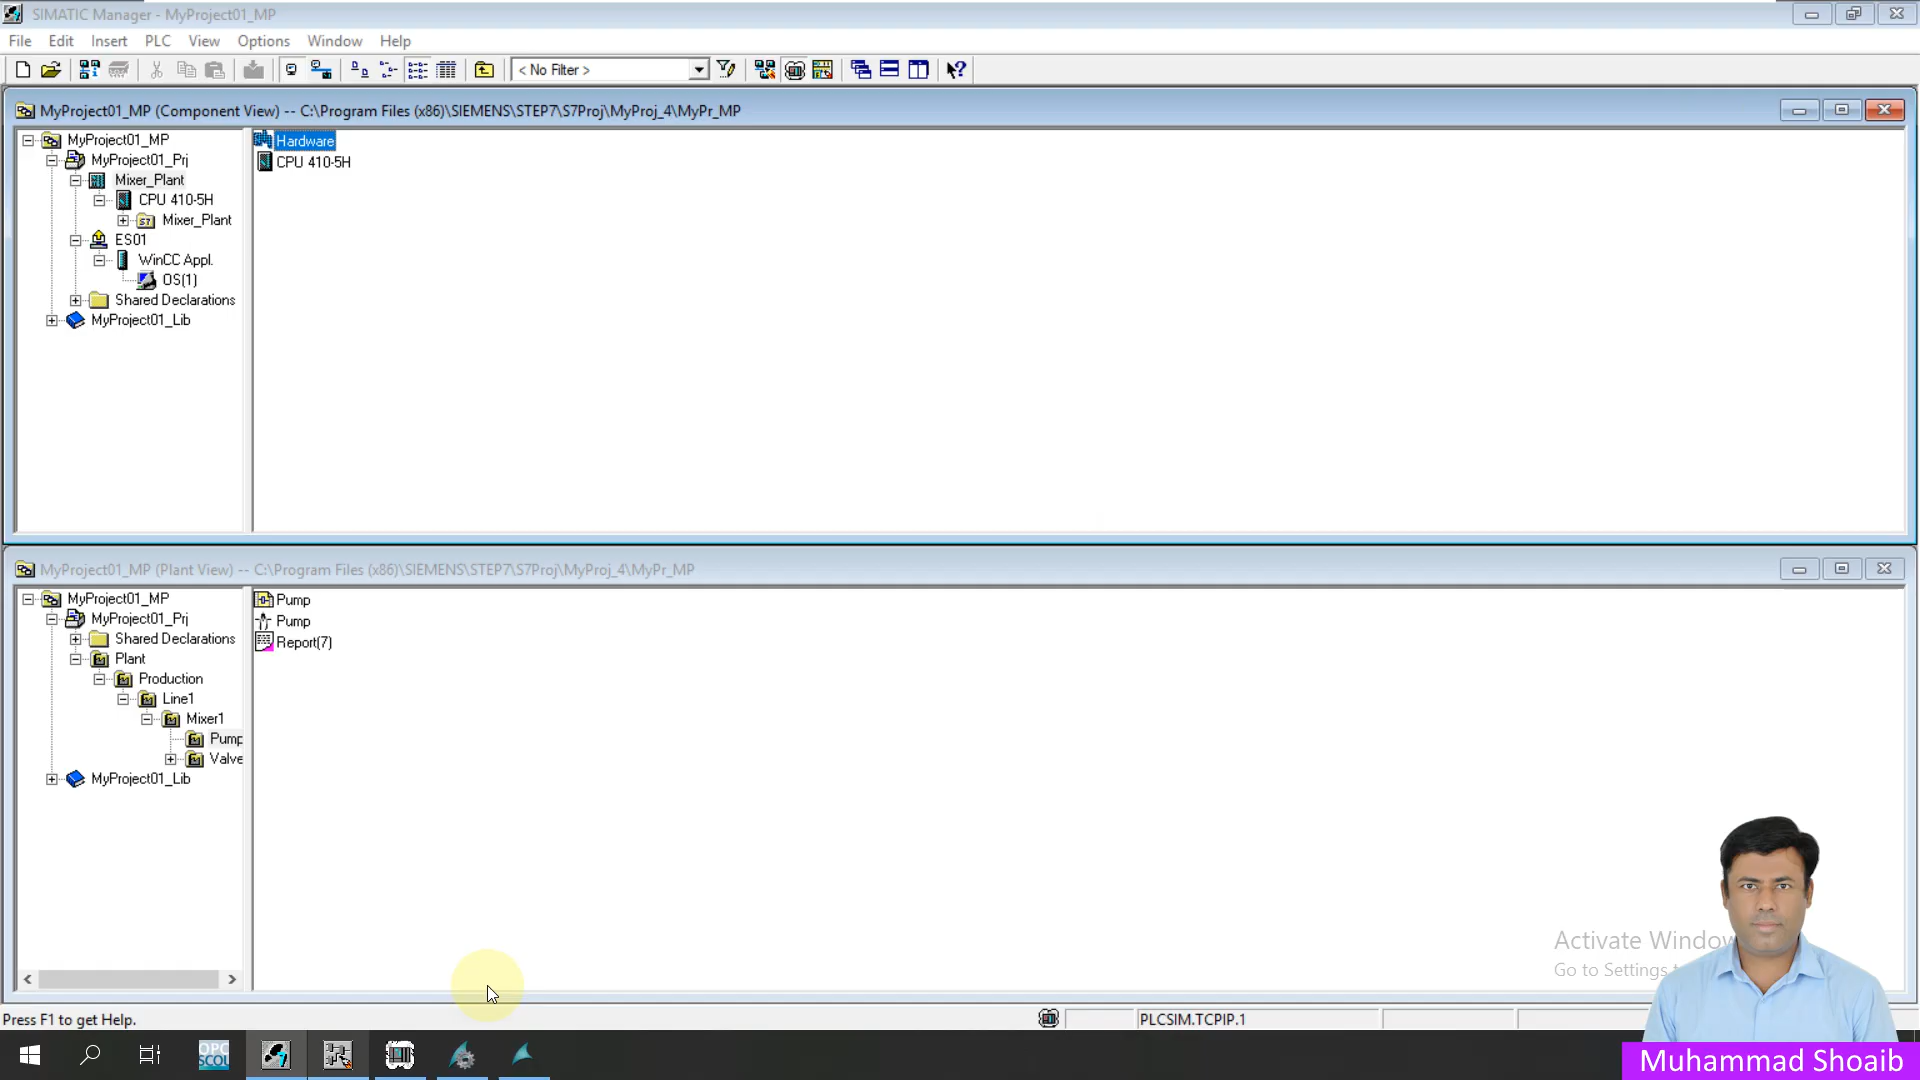 SIMATIC Manager - MyProject01_MP
File Edit Insert PLC View Options Window Help
< No Filter >
MyProject01_MP (Component View) -- C:\Program Files (x86)\SIEMENS\STEP7\S7Proj\MyProj_4\MyPr_MP
MyProject01_MP
MyProject01_Prj
Mixer_Plant
CPU 410-5H
S7 Mixer_Plant
ES01
WinCC Appl.
OS(1)
Shared Declarations
MyProject01_Lib
Hardware
CPU 410-5H
MyProject01_MP (Plant View) -- C:\Program Files (x86)\SIEMENS\STEP7\S7Proj\MyProj_4\MyPr_MP
MyProject01_MP
MyProject01_Prj
Shared Declarations
Plant
Production
Line1
Mixer1
Pump
Valve
MyProject01_Lib
Pump
Pump
Report(7)
Activate Window
Go to Settings
Press F1 to get Help.
PLCSIM.TCPIP.1
OPC
SCOU
Muhammad Shoaib